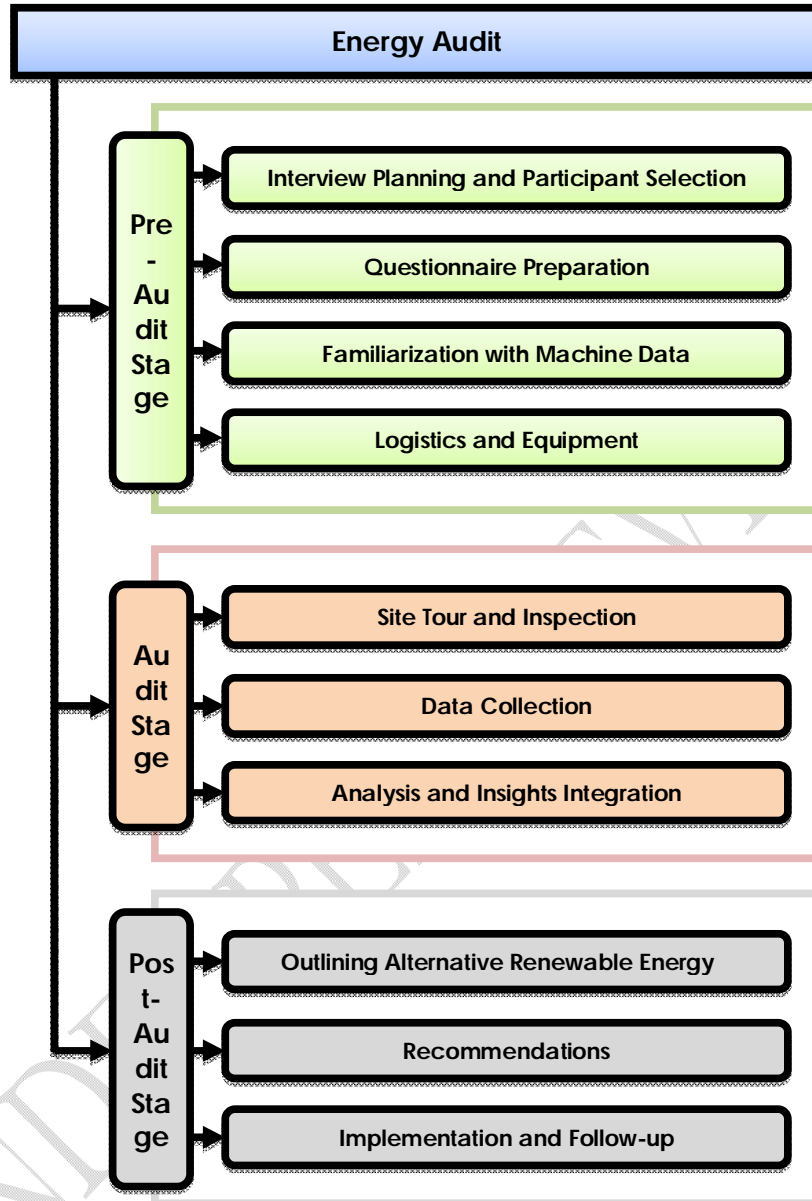 Energy Audit
Pre
-
Au
dit
Sta
ge
Interview Planning and Participant Selection
Questionnaire Preparation
Familiarization with Machine Data
Logistics and Equipment
Au
dit
Sta
ge
Site Tour and Inspection
Data Collection
Analysis and Insights Integration
Pos
t-
Au
dit
Sta
ge
Outlining Alternative Renewable Energy
Recommendations
Implementation and Follow-up